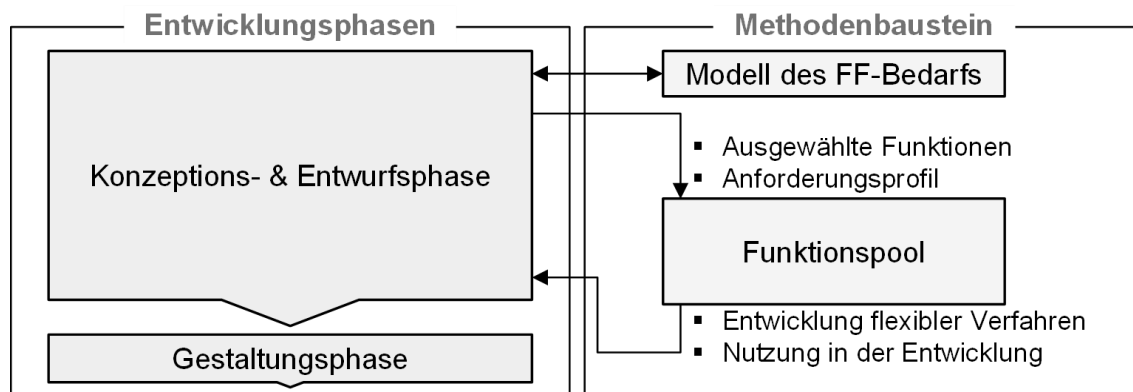 Entwicklungsphasen
Methodenbaustein
Konzeptions- & Entwurfsphase
Modell des FF-Bedarfs
▪ Ausgewählte Funktionen
▪ Anforderungsprofil
Funktionspool
▪ Entwicklung flexibler Verfahren
▪ Nutzung in der Entwicklung
Gestaltungsphase